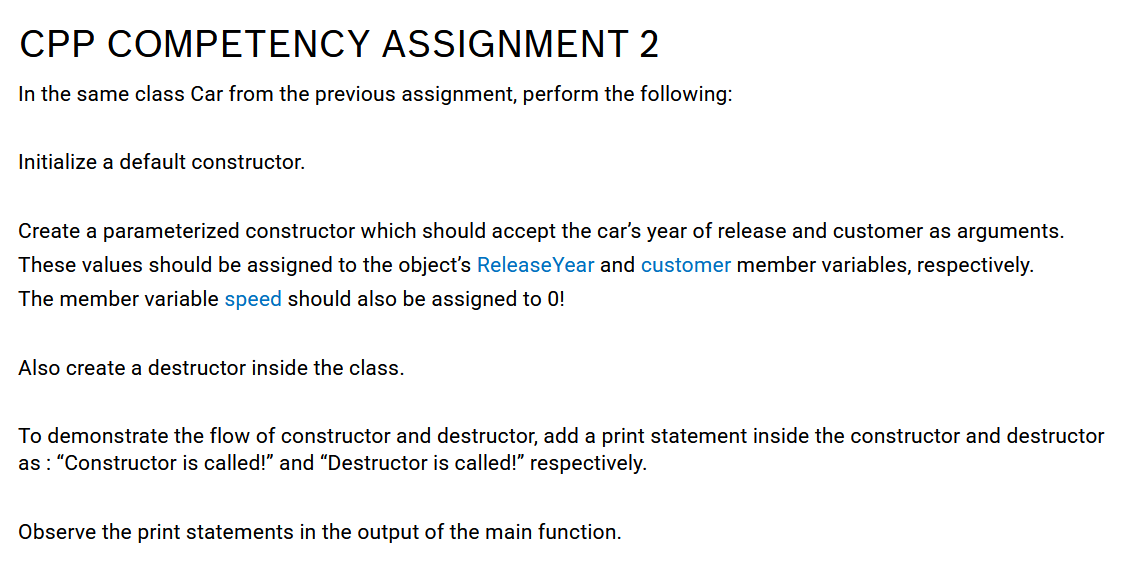 CPP COMPETENCY ASSIGNMENT 2
In the same class Car from the previous assignment, perform the following:
Initialize a default constructor.
Create a parameterized constructor which should accept the car’s year of release and customer as arguments.
These values should be assigned to the object’s ReleaseYear and customer member variables, respectively.
The member variable speed should also be assigned to 0!
Also create a destructor inside the class.
To demonstrate the flow of constructor and destructor, add a print statement inside the constructor and destructor
as : “Constructor is called!” and “Destructor is called!” respectively.
Observe the print statements in the output of the main function.